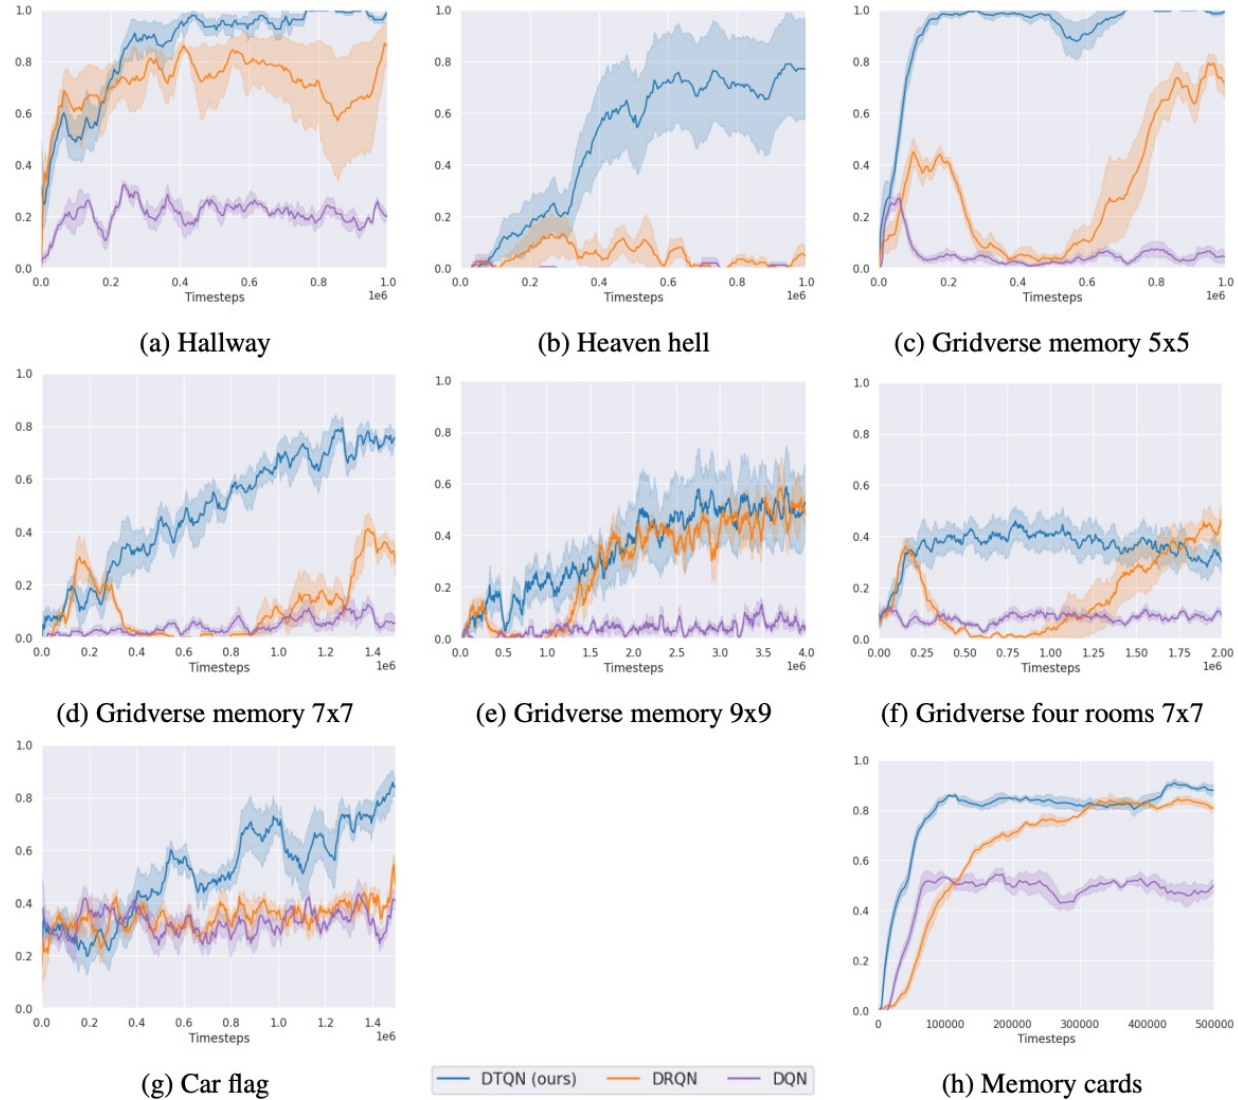 1.0
0.8
0.6
0.4
0.2
0.0
0.0 0.2 0.4 0.6 0.8 1.0
Timesteps 1e6
(a) Hallway
1.0
0.8
0.6
0.4
0.2
0.0
0.0 0.2 0.4 0.6 0.8 1.0
Timesteps 1e6
(b) Heaven hell
1.0
0.8
0.6
0.4
0.2
0.0
0.0 0.2 0.4 0.6 0.8 1.0
Timesteps 1e6
(c) Gridverse memory 5x5
1.0
0.8
0.6
0.4
0.2
0.0
0.0 0.2 0.4 0.6 0.8 1.0 1.2 1.4
Timesteps 1e6
(d) Gridverse memory 7x7
1.0
0.8
0.6
0.4
0.2
0.0
0.0 0.5 1.0 1.5 2.0 2.5 3.0 3.5 4.0
Timesteps 1e6
(e) Gridverse memory 9x9
1.0
0.8
0.6
0.4
0.2
0.0
0.00 0.25 0.50 0.75 1.00 1.25 1.50 1.75 2.00
Timesteps 1e6
(f) Gridverse four rooms 7x7
1.0
0.8
0.6
0.4
0.2
0.0
0.0 0.2 0.4 0.6 0.8 1.0 1.2 1.4
Timesteps 1e6
(g) Car flag
DTQN (ours) DRQN DQN
1.0
0.8
0.6
0.4
0.2
0.0
0 100000 200000 300000 400000 500000
Timesteps
(h) Memory cards